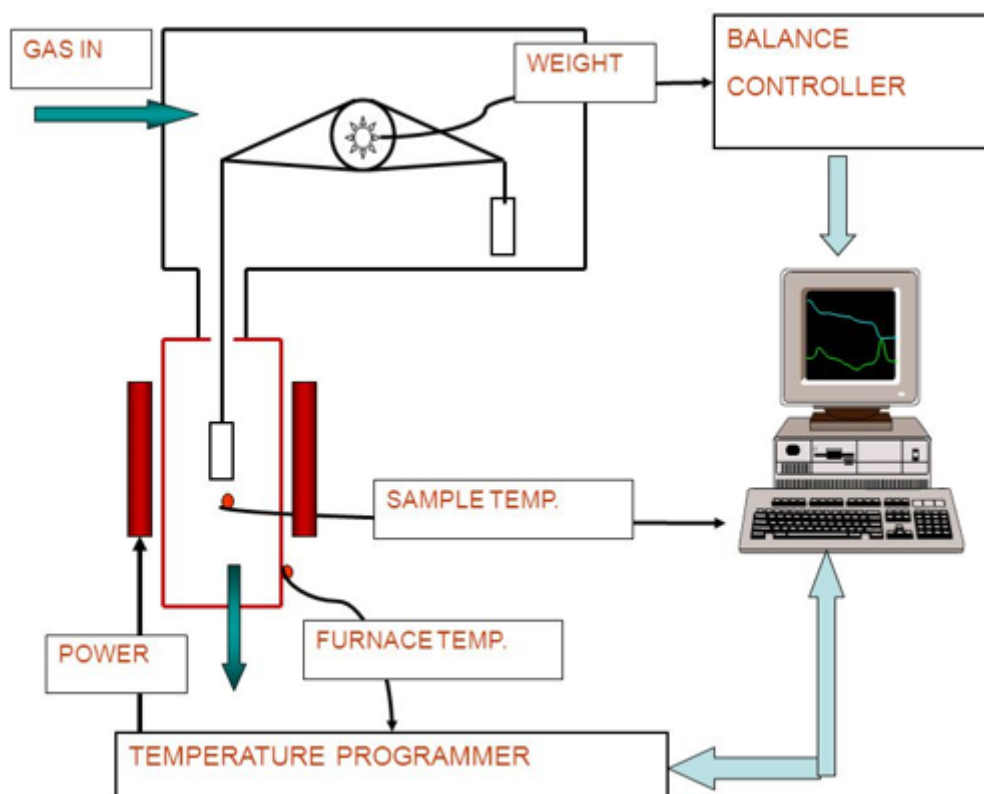 GAS IN
WEIGHT
BALANCE
CONTROLLER
SAMPLE TEMP.
FURNACE TEMP.
POWER
TEMPERATURE PROGRAMMER